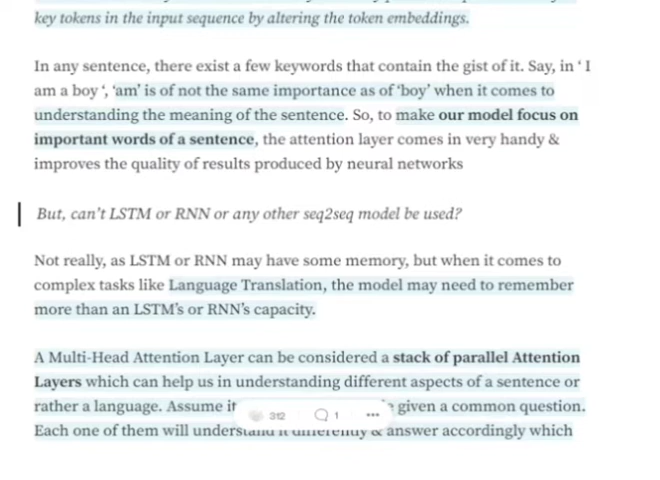 key tokens in the input sequence by altering the token embeddings.
In any sentence, there exist a few keywords that contain the gist of it. Say, in ‘ I
am a boy ‘, ‘am’ is of not the same importance as of ‘boy’ when it comes to
understanding the meaning of the sentence. So, to make our model focus on
important words of a sentence, the attention layer comes in very handy &
improves the quality of results produced by neural networks
But, can’t LSTM or RNN or any other seq2seq model be used?
Not really, as LSTM or RNN may have some memory, but when it comes to
complex tasks like Language Translation, the model may need to remember
more than an LSTM’s or RNN’s capacity.
A Multi-Head Attention Layer can be considered a stack of parallel Attention
Layers which can help us in understanding different aspects of a sentence or
rather a language. Assume it given a common question.
312 1
Each one of them will understand it differently & answer accordingly which